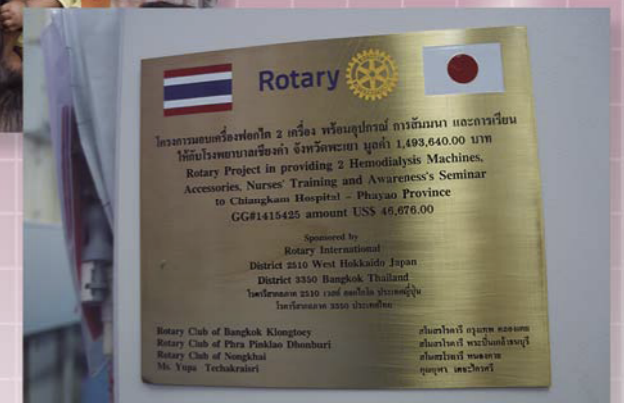 Rotary
โครงการมอบเครื่องฟอกไต 2 เครื่อง พร้อมอุปกรณ์ การสัมมนา และการเรียน
ให้กับโรงพยาบาลเชียงคำ จังหวัดพะเยา มูลค่า 1,493,640.00 บาท
Rotary Project in providing 2 Hemodialysis Machines,
Accessories, Nurses' Training and Awareness's Seminar
to Chiangkam Hospital – Phayao Province
GG#1415425 amount US$ 46,676.00
Sponsored by
Rotary International
District 2510 West Hokkaido Japan
District 3350 Bangkok Thailand
โรตารีสากลภาค 2510 เวสต์ ฮอกไกโด ประเทศญี่ปุ่น
โรตารีสากลภาค 3350 ประเทศไทย
Rotary Club of Bangkok Klongtoey
สโมสรโรตารี กรุงเทพ คลองเตย
Rotary Club of Phra Pinklao Dhonburi
สโมสรโรตารี พระปิ่นเกล้าธนบุรี
Rotary Club of Nongkhai
สโมสรโรตารี หนองคาย
Ms. Yupa Techakraisri
คุณยุพา เตชะไกรศรี